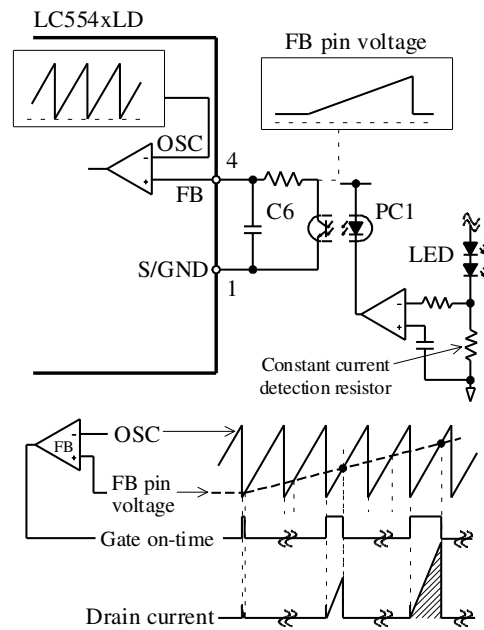 LC554xLD
FB pin voltage
OSC
4
FB
C6
PC1
LED
S/GND
1
Constant current
detection resistor
FB
OSC
FB pin
voltage
Gate on-time
Drain current